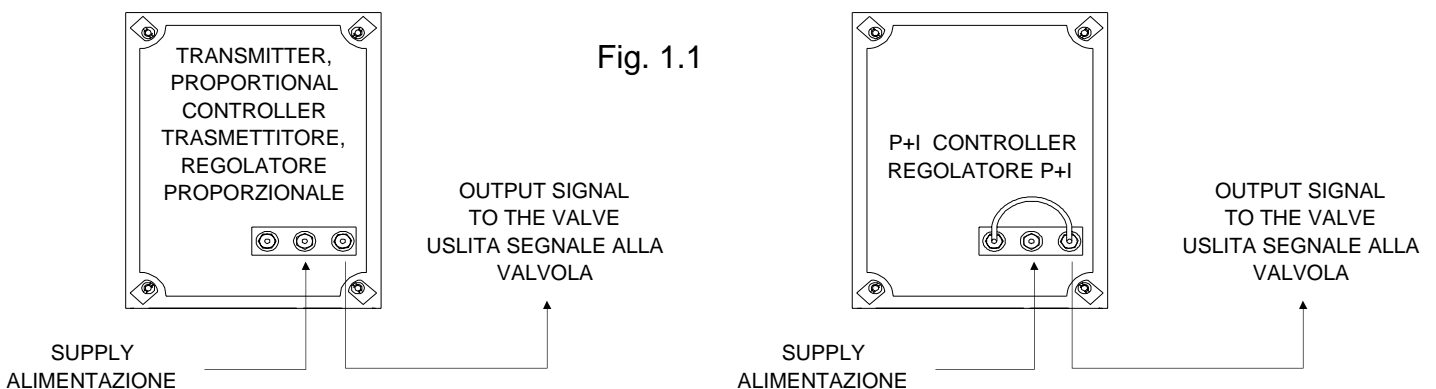 TRANSMITTER,
PROPORTIONAL
CONTROLLER
TRASMETTITORE,
REGOLATORE
PROPORZIONALE
OUTPUT SIGNAL
TO THE VALVE
USLITA SEGNALE ALLA
VALVOLA
SUPPLY
ALIMENTAZIONE
Fig. 1.1
P+I CONTROLLER
REGOLATORE P+I
OUTPUT SIGNAL
TO THE VALVE
USLITA SEGNALE ALLA
VALVOLA
SUPPLY
ALIMENTAZIONE